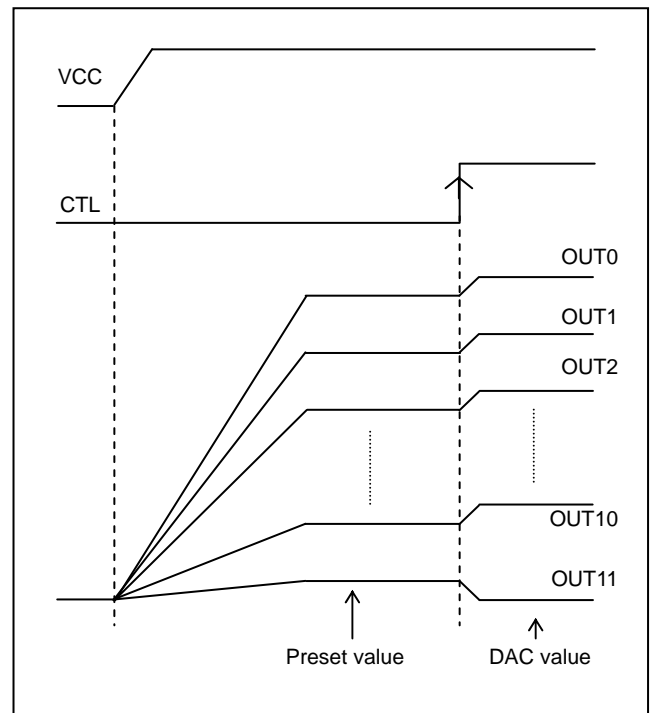 VCC
CTL
OUT0
OUT1
OUT2
OUT10
OUT11
Preset value
DAC value